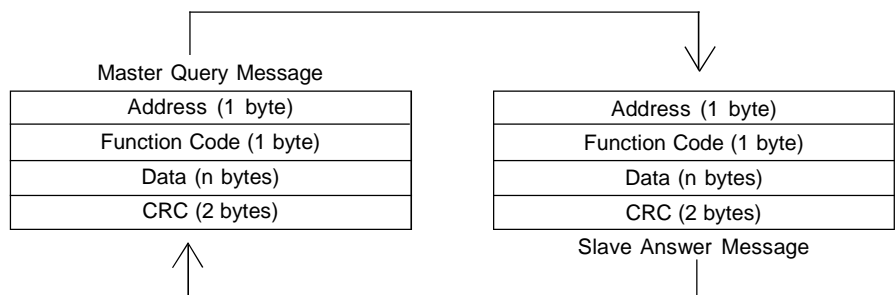 Master Query Message
Address (1 byte)
Function Code (1 byte)
Data (n bytes)
CRC (2 bytes)
Address (1 byte)
Function Code (1 byte)
Data (n bytes)
CRC (2 bytes)
Slave Answer Message